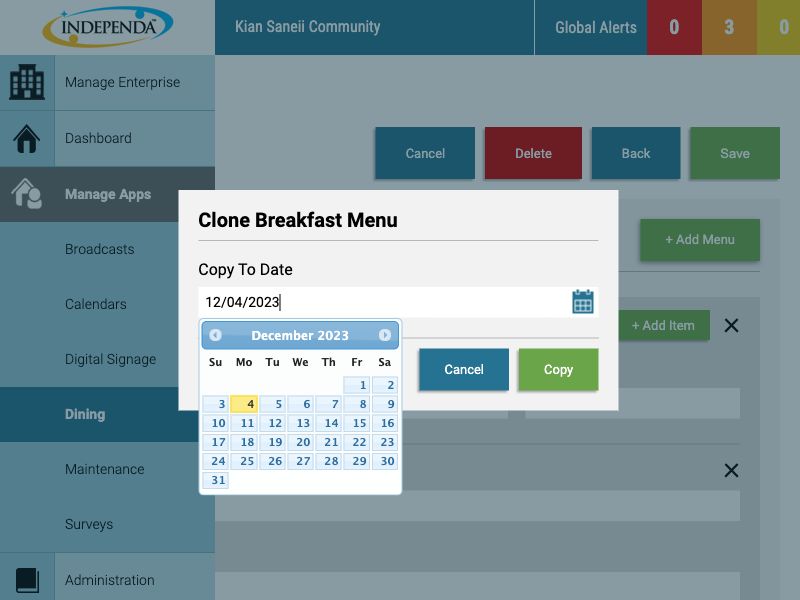 INDEPENDA™
Kian Saneii Community
Global Alerts
0
3
0
Manage Enterprise
Dashboard
Manage Apps
Broadcasts
Calendars
Digital Signage
Dining
Maintenance
Surveys
Administration
Cancel
Delete
Back
Save
+ Add Menu
+ Add Item
Clone Breakfast Menu
Copy To Date
12/04/2023
December 2023
Su Mo Tu We Th Fr Sa
1 2
3 4 5 6 7 8 9
10 11 12 13 14 15 16
17 18 19 20 21 22 23
24 25 26 27 28 29 30
31
Cancel
Copy